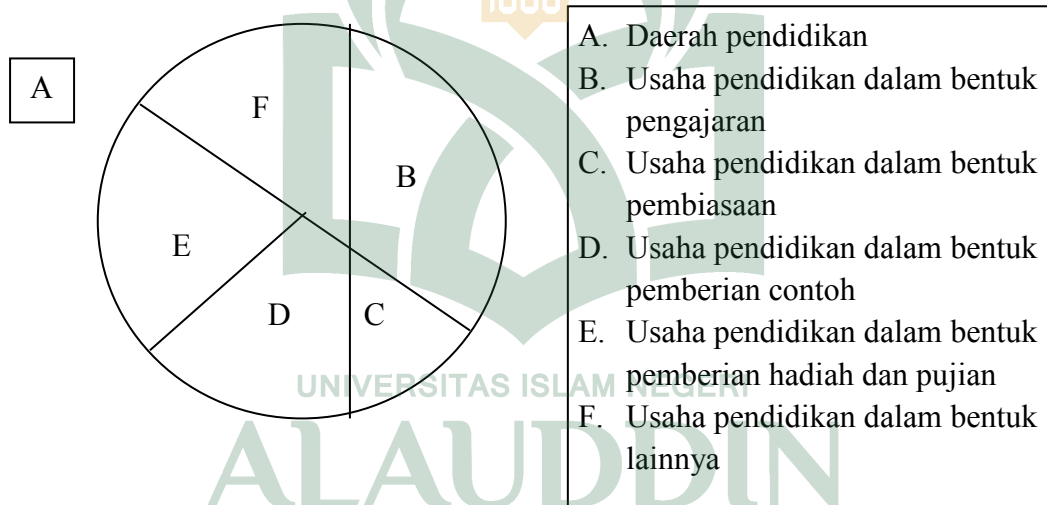 A
F
B
E
D
C
A. Daerah pendidikan
B. Usaha pendidikan dalam bentuk
pengajaran
C. Usaha pendidikan dalam bentuk
pembiasaan
D. Usaha pendidikan dalam bentuk
pemberian contoh
E. Usaha pendidikan dalam bentuk
pemberian hadiah dan pujian
F. Usaha pendidikan dalam bentuk
lainnya
UNIVERSITAS ISLAM NEGERI
ALAUDDIN